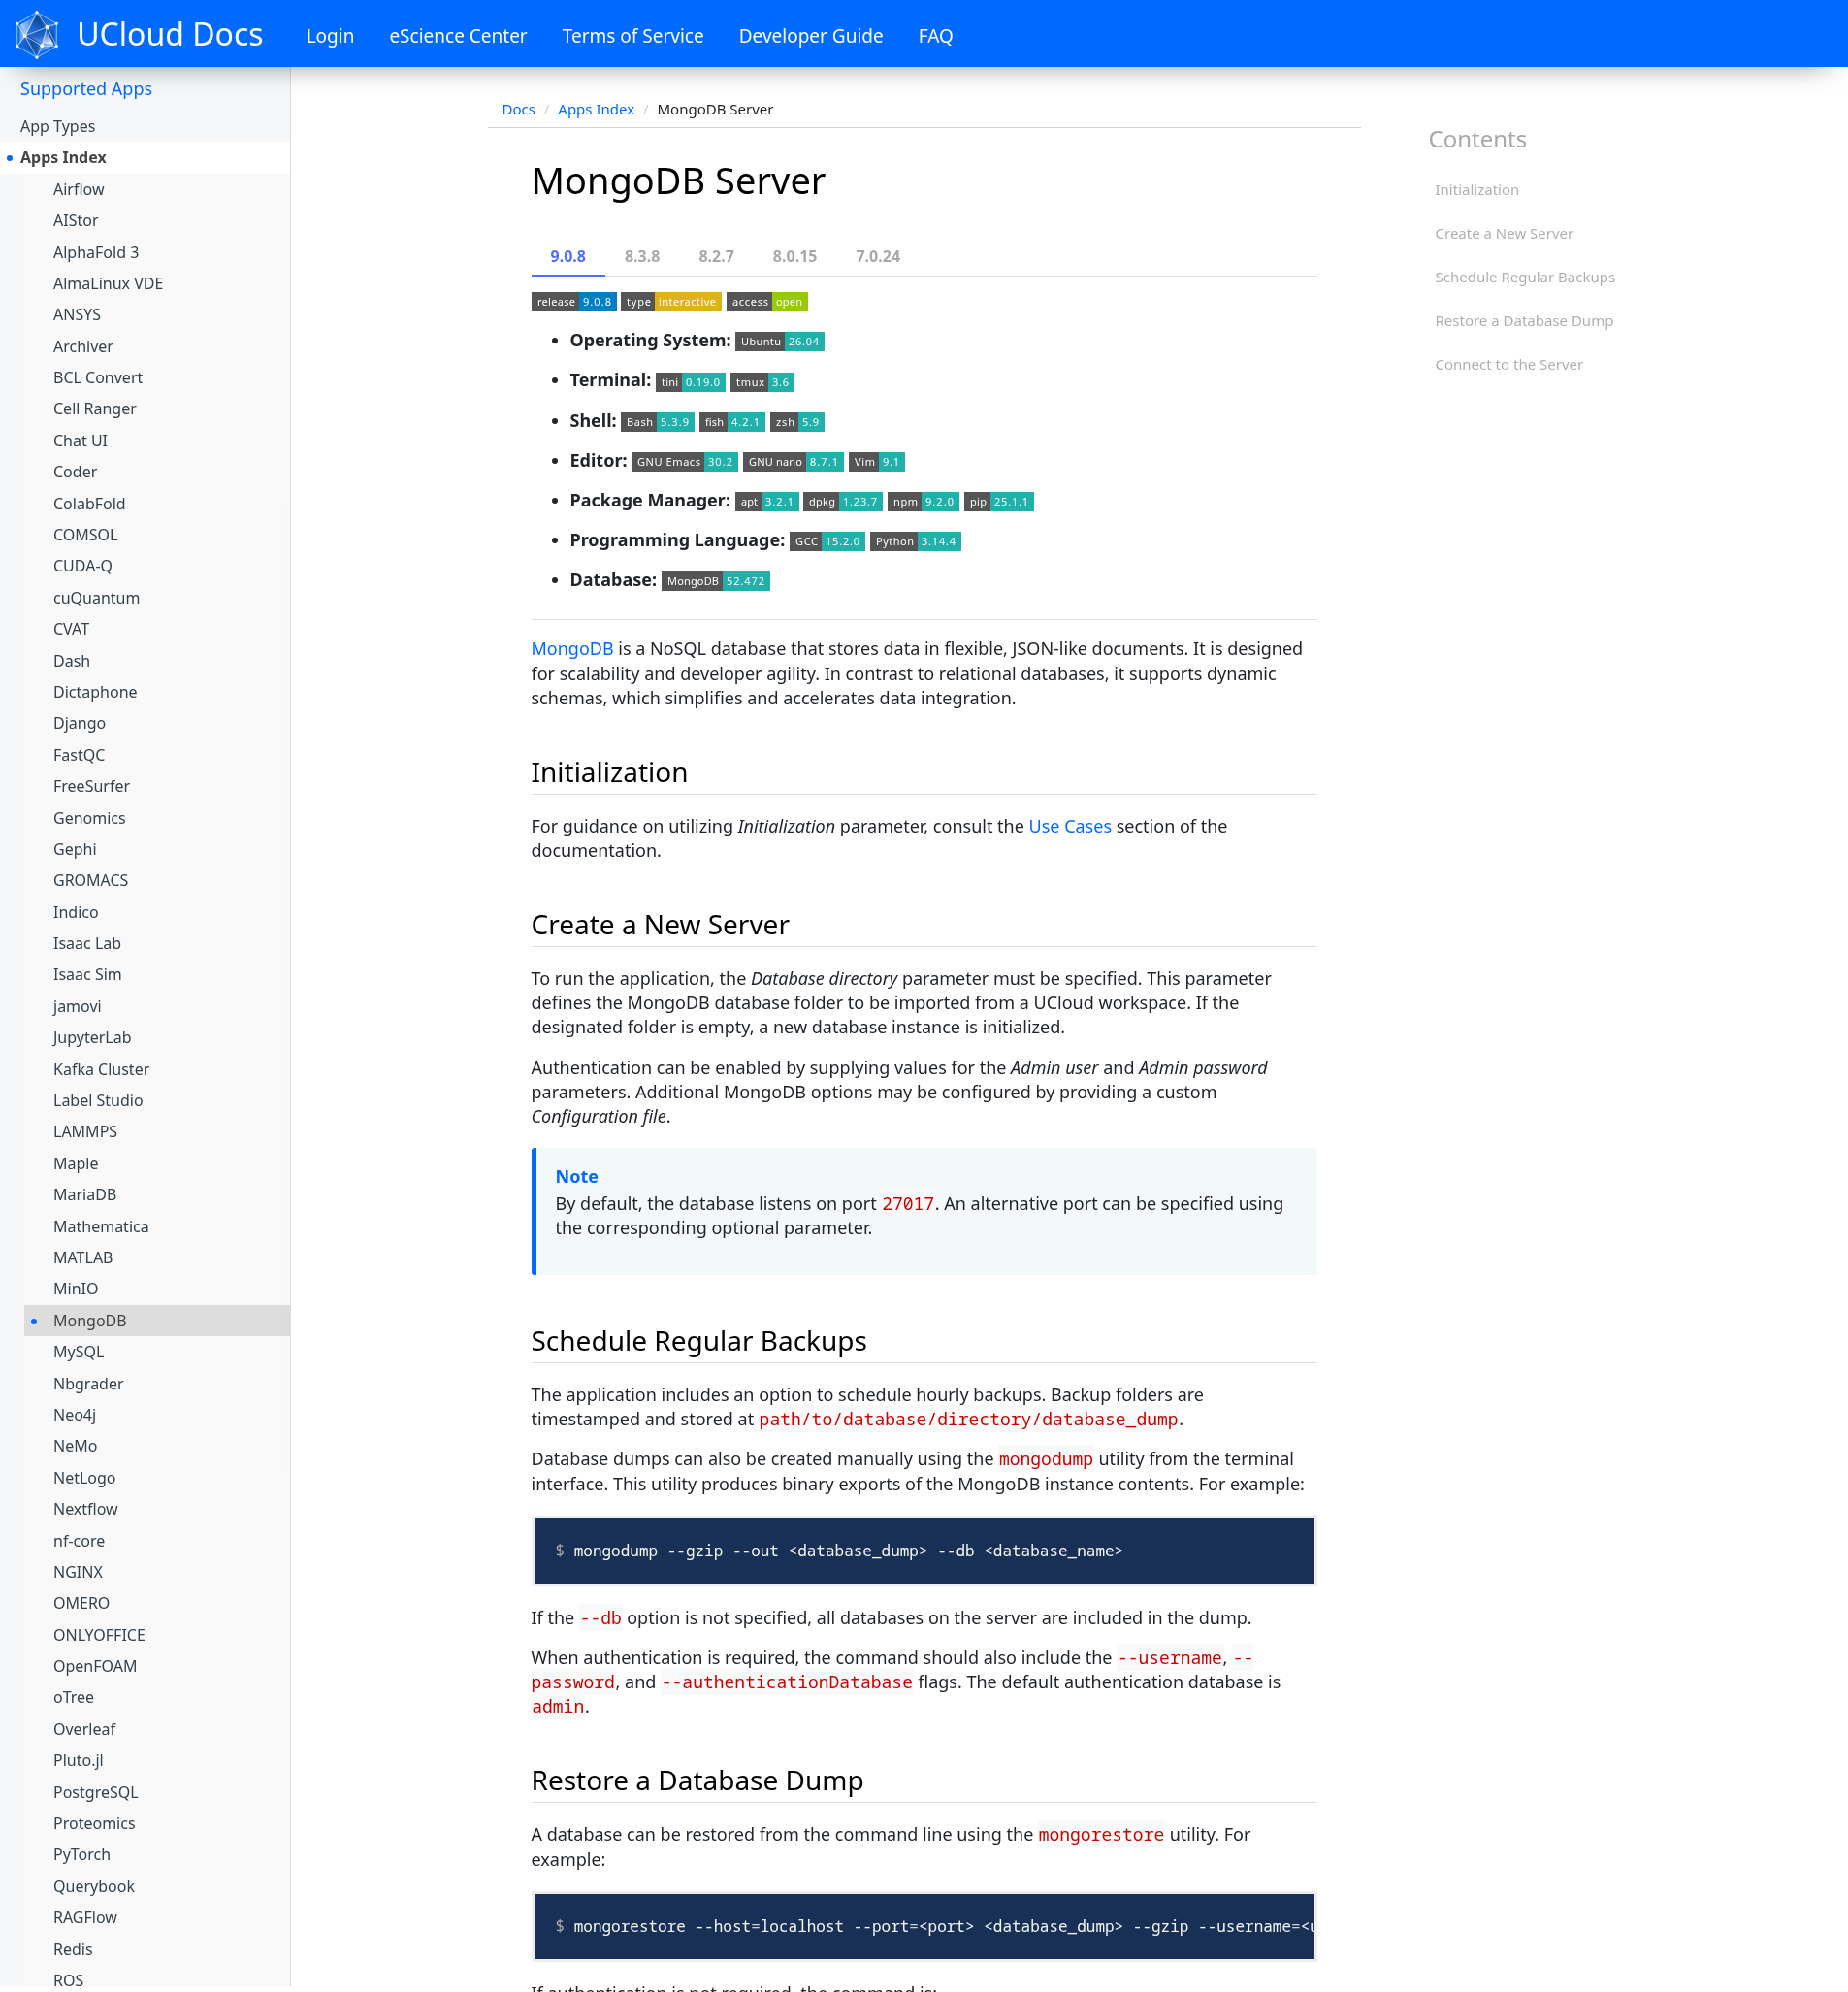 UCloud Docs
Login
eScience Center
Terms of Service
Developer Guide
FAQ
Supported Apps
App Types
Apps Index
Airflow
AIStor
AlphaFold 3
AlmaLinux VDE
ANSYS
Archiver
BCL Convert
Cell Ranger
Chat UI
Coder
ColabFold
COMSOL
CUDA-Q
cuQuantum
CVAT
Dash
Dictaphone
Django
FastQC
FreeSurfer
Genomics
Gephi
GROMACS
Indico
Isaac Lab
Isaac Sim
jamovi
JupyterLab
Kafka Cluster
Label Studio
LAMMPS
Maple
MariaDB
Mathematica
MATLAB
MinIO
MongoDB
MySQL
Nbgrader
Neo4j
NeMo
NetLogo
Nextflow
nf-core
NGINX
OMERO
ONLYOFFICE
OpenFOAM
oTree
Overleaf
Pluto.jl
PostgreSQL
Proteomics
PyTorch
Querybook
RAGFlow
Redis
ROS
Docs / Apps Index / MongoDB Server
MongoDB Server
9.0.8 8.3.8 8.2.7 8.0.15 7.0.24
release 9.0.8 type interactive access open
• Operating System: Ubuntu 26.04
• Terminal: tini 0.19.0 tmux 3.6
• Shell: Bash 5.3.9 fish 4.2.1 zsh 5.9
• Editor: GNU Emacs 30.2 GNU nano 8.7.1 Vim 9.1
• Package Manager: apt 3.2.1 dpkg 1.23.7 npm 9.2.0 pip 25.1.1
• Programming Language: GCC 15.2.0 Python 3.14.4
• Database: MongoDB 52.472
MongoDB is a NoSQL database that stores data in flexible, JSON-like documents. It is designed
for scalability and developer agility. In contrast to relational databases, it supports dynamic
schemas, which simplifies and accelerates data integration.
Initialization
For guidance on utilizing Initialization parameter, consult the Use Cases section of the
documentation.
Create a New Server
To run the application, the Database directory parameter must be specified. This parameter
defines the MongoDB database folder to be imported from a UCloud workspace. If the
designated folder is empty, a new database instance is initialized.
Authentication can be enabled by supplying values for the Admin user and Admin password
parameters. Additional MongoDB options may be configured by providing a custom
Configuration file.
Note
By default, the database listens on port 27017. An alternative port can be specified using
the corresponding optional parameter.
Schedule Regular Backups
The application includes an option to schedule hourly backups. Backup folders are
timestamped and stored at path/to/database/directory/database_dump.
Database dumps can also be created manually using the mongodump utility from the terminal
interface. This utility produces binary exports of the MongoDB instance contents. For example:
$ mongodump --gzip --out <database_dump> --db <database_name>
If the --db option is not specified, all databases on the server are included in the dump.
When authentication is required, the command should also include the --username, --
password, and --authenticationDatabase flags. The default authentication database is
admin.
Restore a Database Dump
A database can be restored from the command line using the mongorestore utility. For
example:
$ mongorestore --host=localhost --port=<port> <database_dump> --gzip --username=<u
If authentication is not required, the command is:
Contents
Initialization
Create a New Server
Schedule Regular Backups
Restore a Database Dump
Connect to the Server